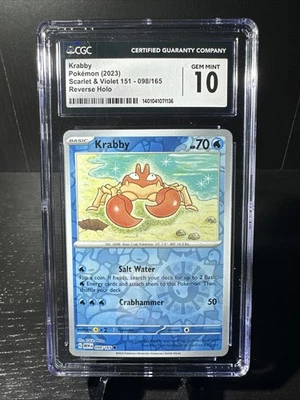 CGC
CERTIFIED GUARANTY COMPANY
Krabby
Pokémon (2023)
Scarlet & Violet 151 - 098/165
Reverse Holo
1401041071136
GEM MINT
10
BASIC
Krabby
HP 70
Salt Water
Flip a coin. If heads, search your deck for up to 2 Basic
Energy cards and attach them to this Pokémon. Then
shuffle your deck.
Crabhammer 50
×2